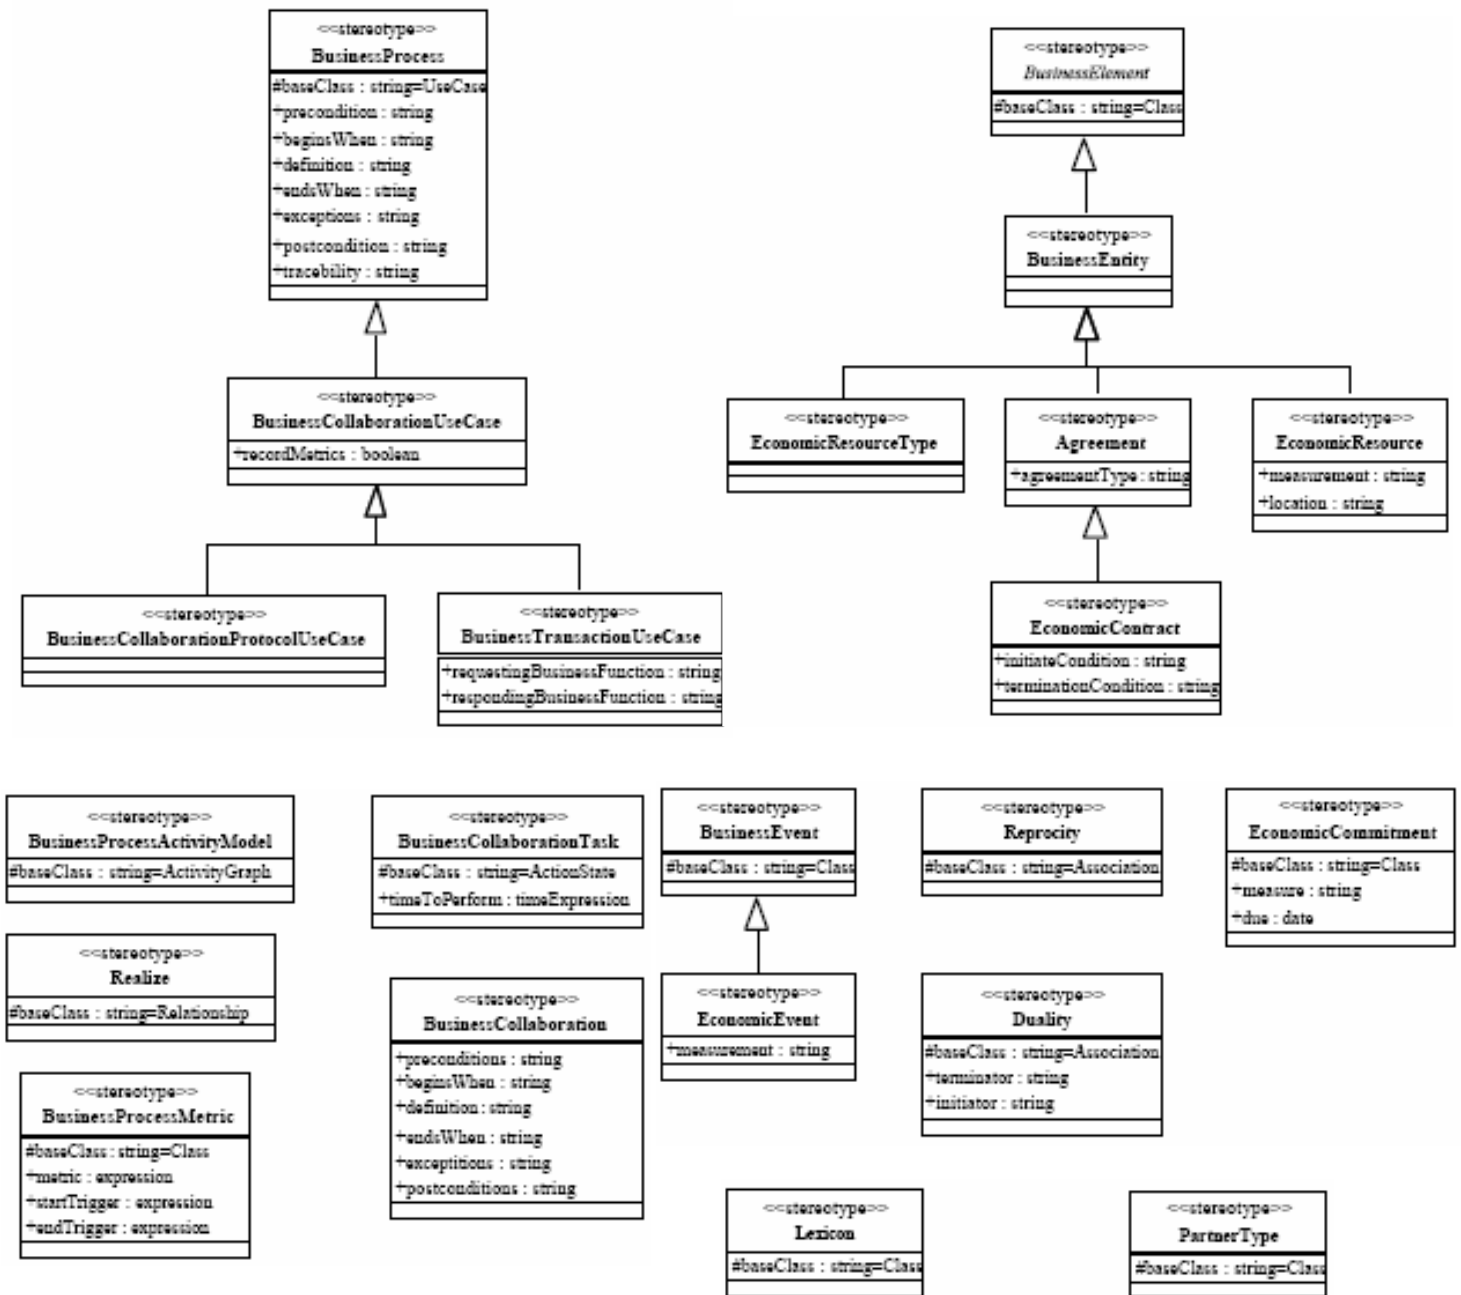 <<stereotype>>
BusinessProcess
#baseClass : string=UseCase
+precondition : string
+beginsWhen : string
+definition : string
+endsWhen : string
+exceptions : string
+postcondition : string
+tracebility : string
<<stereotype>>
BusinessCollaborationUseCase
+recordMetrics : boolean
<<stereotype>>
BusinessCollaborationProtocolUseCase
<<stereotype>>
BusinessTransactionUseCase
+requestingBusinessFunction : string
+respondingBusinessFunction : string
<<stereotype>>
BusinessElement
#baseClass : string=Class
<<stereotype>>
BusinessEntity
<<stereotype>>
EconomicResourceType
<<stereotype>>
Agreement
+agreementType : string
<<stereotype>>
EconomicResource
+measurement : string
+location : string
<<stereotype>>
EconomicContract
+initiateCondition : string
+terminationCondition : string
<<stereotype>>
BusinessProcessActivityModel
#baseClass : string=ActivityGraph
<<stereotype>>
Realize
#baseClass : string=Relationship
<<stereotype>>
BusinessProcessMetric
#baseClass : string=Class
+metric : expression
+startTrigger : expression
+endTrigger : expression
<<stereotype>>
BusinessCollaborationTask
#baseClass : string=ActionState
+timeToPerform : timeExpression
<<stereotype>>
BusinessCollaboration
+preconditions : string
+beginsWhen : string
+definition : string
+endsWhen : string
+exceptitions : string
+postconditions : string
<<stereotype>>
BusinessEvent
#baseClass : string=Class
<<stereotype>>
EconomicEvent
+measurement : string
<<stereotype>>
Reprocity
#baseClass : string=Association
<<stereotype>>
Duality
#baseClass : string=Association
+terminator : string
+initiator : string
<<stereotype>>
EconomicCommitment
#baseClass : string=Class
+measure : string
+due : date
<<stereotype>>
Lexicon
#baseClass : string=Class
<<stereotype>>
PartnerType
#baseClass : string=Class